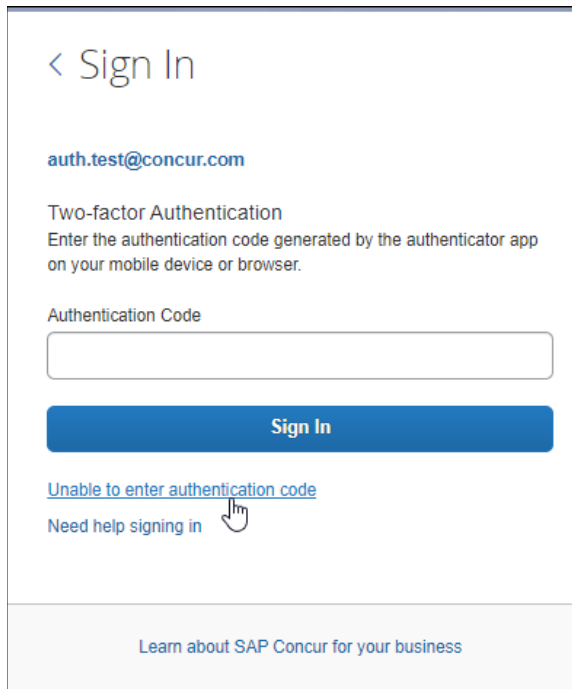 < Sign In
auth.test@concur.com
Two-factor Authentication
Enter the authentication code generated by the authenticator app
on your mobile device or browser.
Authentication Code
Sign In
Unable to enter authentication code
Need help signing in
Learn about SAP Concur for your business